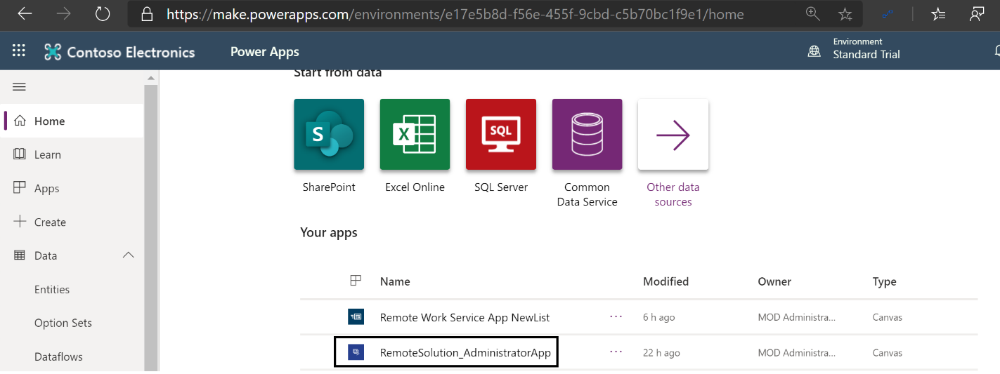 https://make.powerapps.com/environments/e17e5b8d-f56e-455f-9cbd-c5b70bc1f9e1/home
Contoso Electronics Power Apps Environment
Standard Trial
Start from data
Home
Learn
Apps
Create
Data
Entities
Option Sets
Dataflows
S X SQL
SharePoint Excel Online SQL Server Common Other data
Data Service sources
Your apps
Name Modified Owner Type
Remote Work Service App NewList ... 6 h ago MOD Administra... Canvas
RemoteSolution_AdministratorApp ... 22 h ago MOD Administra... Canvas